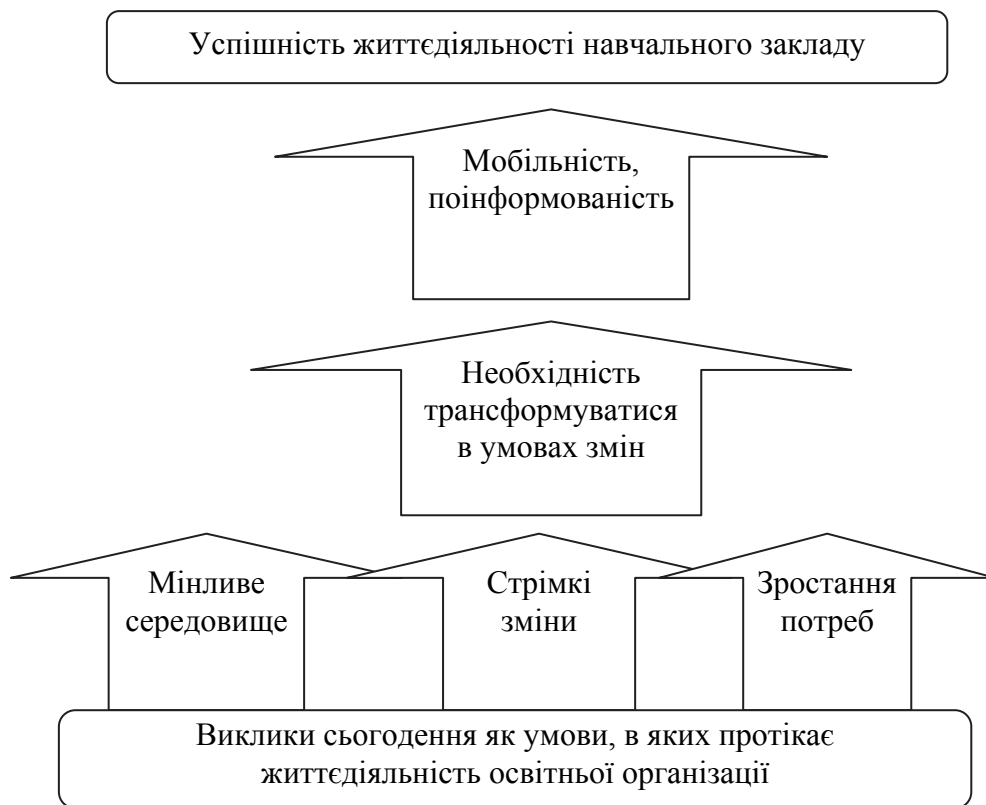 Успішність життєдіяльності навчального закладу
Мобільність,
поінформованість
Необхідність
трансформуватися
в умовах змін
Мінливе
середовище
Стрімкі
зміни
Зростання
потреб
Виклики сьогодення як умови, в яких протікає
життєдіяльність освітньої організації